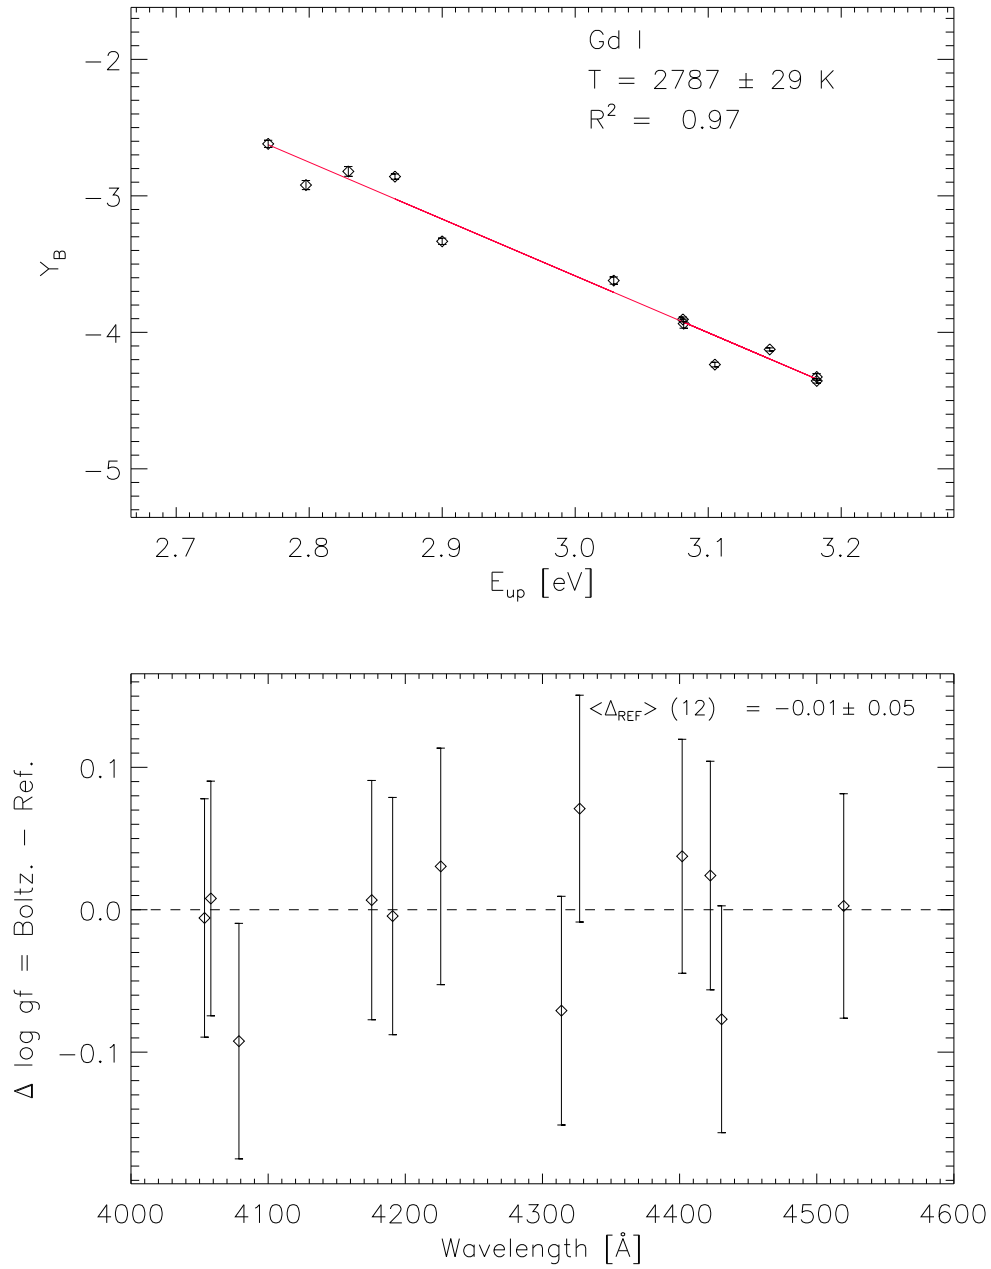 Gd I
T = 2787 ± 29 K
R² = 0.97
−2
−3
−4
−5
Y_B
2.7 2.8 2.9 3.0 3.1 3.2
E_up [eV]
<Δ_REF> (12) = −0.01± 0.05
0.1
0.0
−0.1
Δ log gf = Boltz. − Ref.
4000 4100 4200 4300 4400 4500 4600
Wavelength [Å]